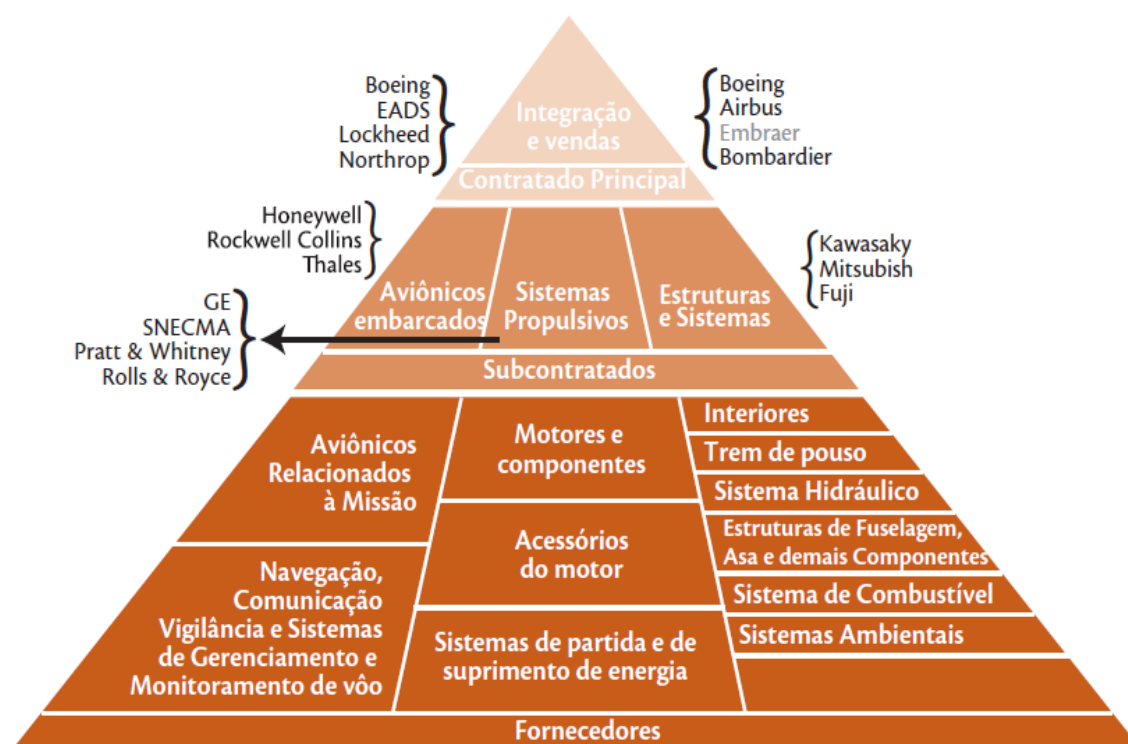 Boeing
EADS
Lockheed
Northrop
Integração
e vendas
Boeing
Airbus
Embraer
Bombardier
Contratado Principal
Honeywell
Rockwell Collins
Thales
Kawasaky
Mitsubish
Fuji
Aviônicos
embarcados
Sistemas
Propulsivos
Estruturas
e Sistemas
GE
SNECMA
Pratt & Whitney
Rolls & Royce
Subcontratados
Aviônicos
Relacionados
à Missão
Navegação,
Comunicação
Vigilância e Sistemas
de Gerenciamento e
Monitoramento de vôo
Motores e
componentes
Acessórios
do motor
Sistemas de partida e de
suprimento de energia
Interiores
Trem de pouso
Sistema Hidráulico
Estruturas de Fuselagem,
Asa e demais Componentes
Sistema de Combustível
Sistemas Ambientais
Fornecedores